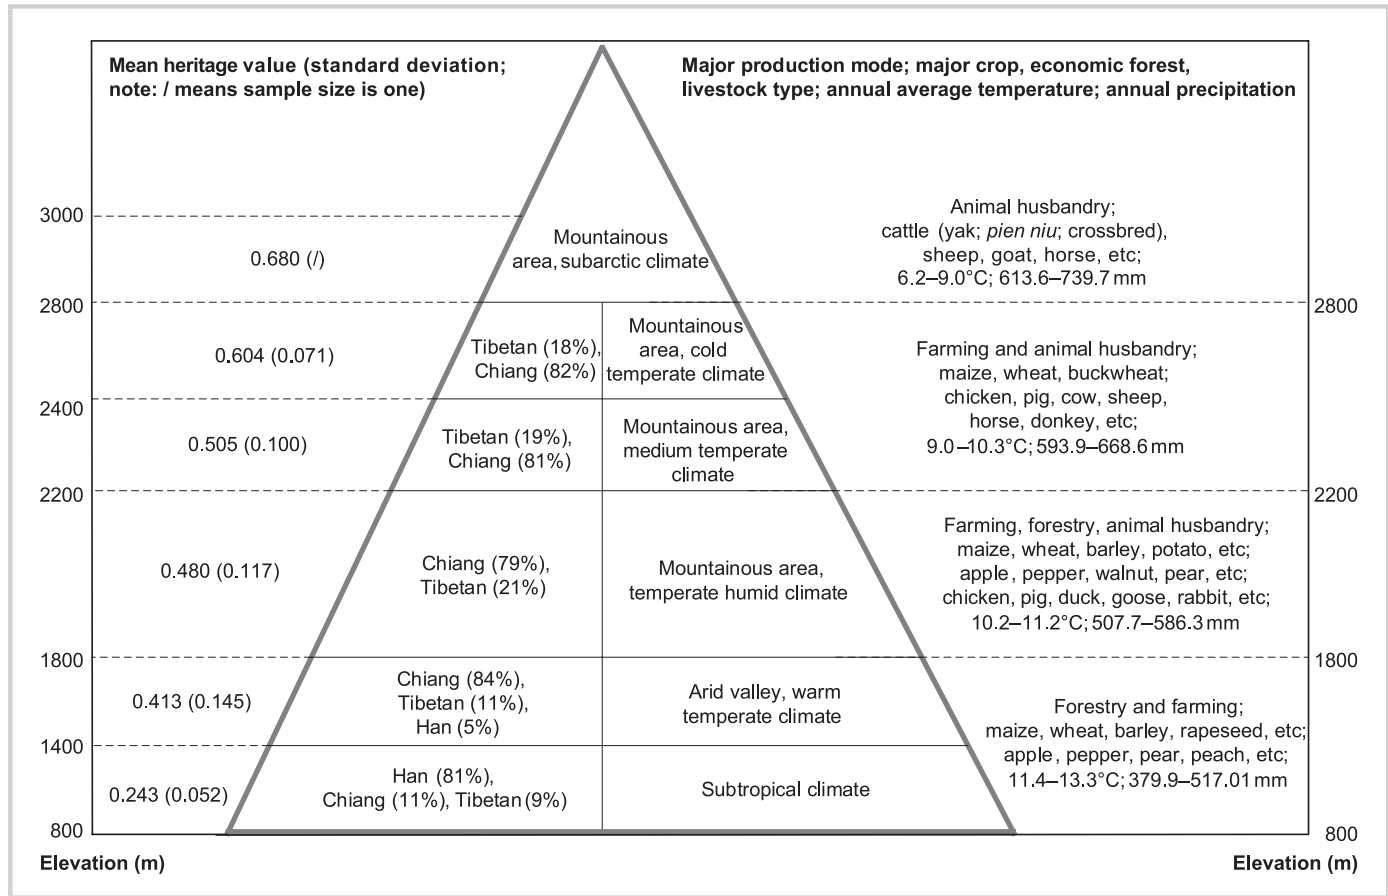 Mean heritage value (standard deviation;
note: / means sample size is one)
Major production mode; major crop, economic forest,
livestock type; annual average temperature; annual precipitation
3000
0.680 (/)
Mountainous
area, subarctic climate
Animal husbandry;
cattle (yak; pien niu; crossbred),
sheep, goat, horse, etc;
6.2–9.0°C; 613.6–739.7 mm
2800
2800
0.604 (0.071)
Tibetan (18%),
Chiang (82%)
Mountainous
area, cold
temperate climate
Farming and animal husbandry;
maize, wheat, buckwheat;
chicken, pig, cow, sheep,
horse, donkey, etc;
9.0–10.3°C; 593.9–668.6 mm
2400
0.505 (0.100)
Tibetan (19%),
Chiang (81%)
Mountainous area,
medium temperate
climate
2200
2200
0.480 (0.117)
Chiang (79%),
Tibetan (21%)
Mountainous area,
temperate humid climate
Farming, forestry, animal husbandry;
maize, wheat, barley, potato, etc;
apple, pepper, walnut, pear, etc;
chicken, pig, duck, goose, rabbit, etc;
10.2–11.2°C; 507.7–586.3 mm
1800
1800
0.413 (0.145)
Chiang (84%),
Tibetan (11%),
Han (5%)
Arid valley, warm
temperate climate
Forestry and farming;
maize, wheat, barley, rapeseed, etc;
apple, pepper, pear, peach, etc;
11.4–13.3°C; 379.9–517.01 mm
1400
0.243 (0.052)
Han (81%),
Chiang (11%), Tibetan (9%)
Subtropical climate
800
800
Elevation (m)
Elevation (m)